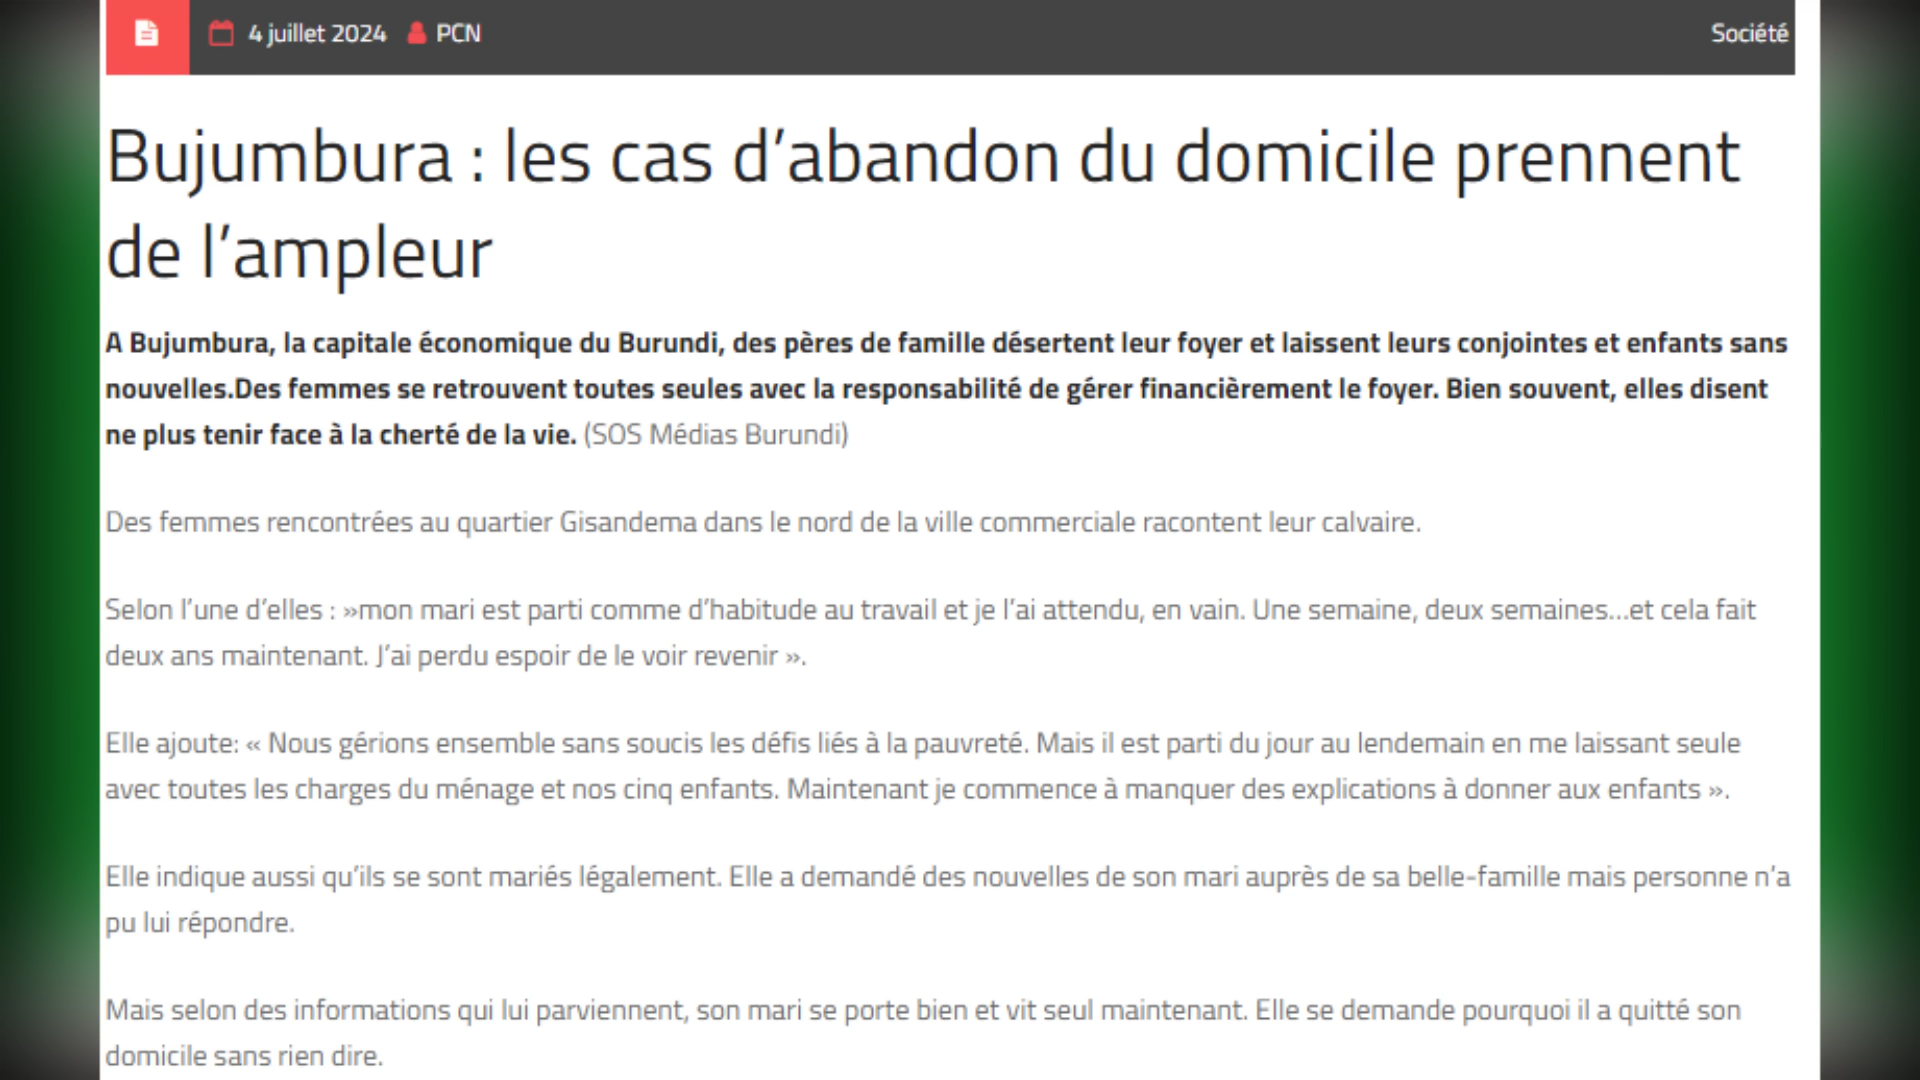 4 juillet 2024 PCN Société
Bujumbura : les cas d’abandon du domicile prennent
de l’ampleur
A Bujumbura, la capitale économique du Burundi, des pères de famille désertent leur foyer et laissent leurs conjointes et enfants sans
nouvelles.Des femmes se retrouvent toutes seules avec la responsabilité de gérer financièrement le foyer. Bien souvent, elles disent
ne plus tenir face à la cherté de la vie. (SOS Médias Burundi)
Des femmes rencontrées au quartier Gisandema dans le nord de la ville commerciale racontent leur calvaire.
Selon l’une d’elles : »mon mari est parti comme d’habitude au travail et je l’ai attendu, en vain. Une semaine, deux semaines…et cela fait
deux ans maintenant. J’ai perdu espoir de le voir revenir ».
Elle ajoute: « Nous gérions ensemble sans soucis les défis liés à la pauvreté. Mais il est parti du jour au lendemain en me laissant seule
avec toutes les charges du ménage et nos cinq enfants. Maintenant je commence à manquer des explications à donner aux enfants ».
Elle indique aussi qu’ils se sont mariés légalement. Elle a demandé des nouvelles de son mari auprès de sa belle-famille mais personne n’a
pu lui répondre.
Mais selon des informations qui lui parviennent, son mari se porte bien et vit seul maintenant. Elle se demande pourquoi il a quitté son
domicile sans rien dire.